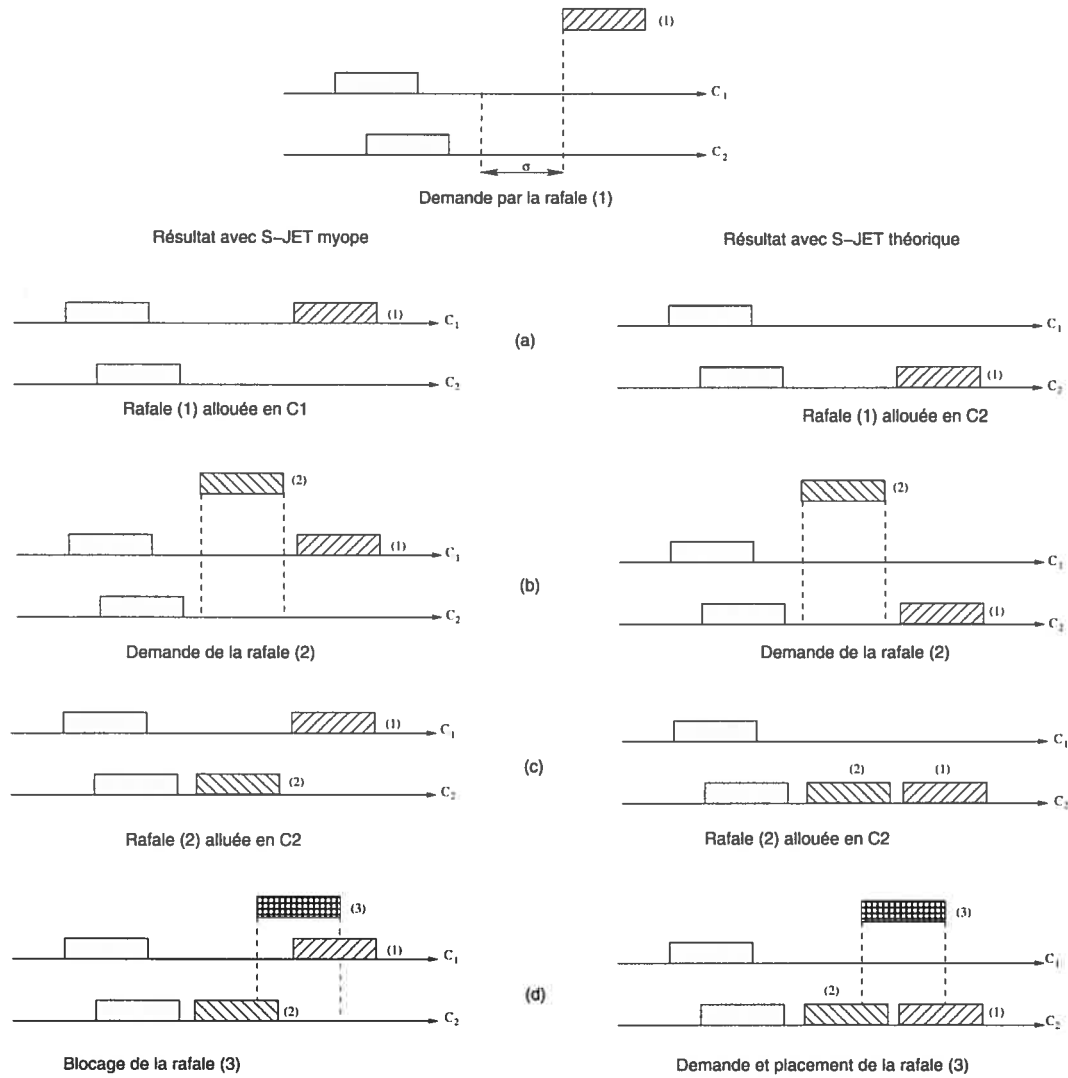 (1)
C1
C2
σ
Demande par la rafale (1)
Résultat avec S–JET myope
Résultat avec S–JET théorique
(1)
C1
C2
Rafale (1) allouée en C1
(a)
C1
(1)
C2
Rafale (1) allouée en C2
(2)
(1)
C1
C2
Demande de la rafale (2)
(b)
(2)
C1
(1)
C2
Demande de la rafale (2)
(1)
C1
(2)
C2
Rafale (2) alluée en C2
(c)
C1
(2)
(1)
C2
Rafale (2) allouée en C2
(3)
(1)
C1
(2)
C2
Blocage de la rafale (3)
(d)
(3)
C1
(2)
(1)
C2
Demande et placement de la rafale (3)